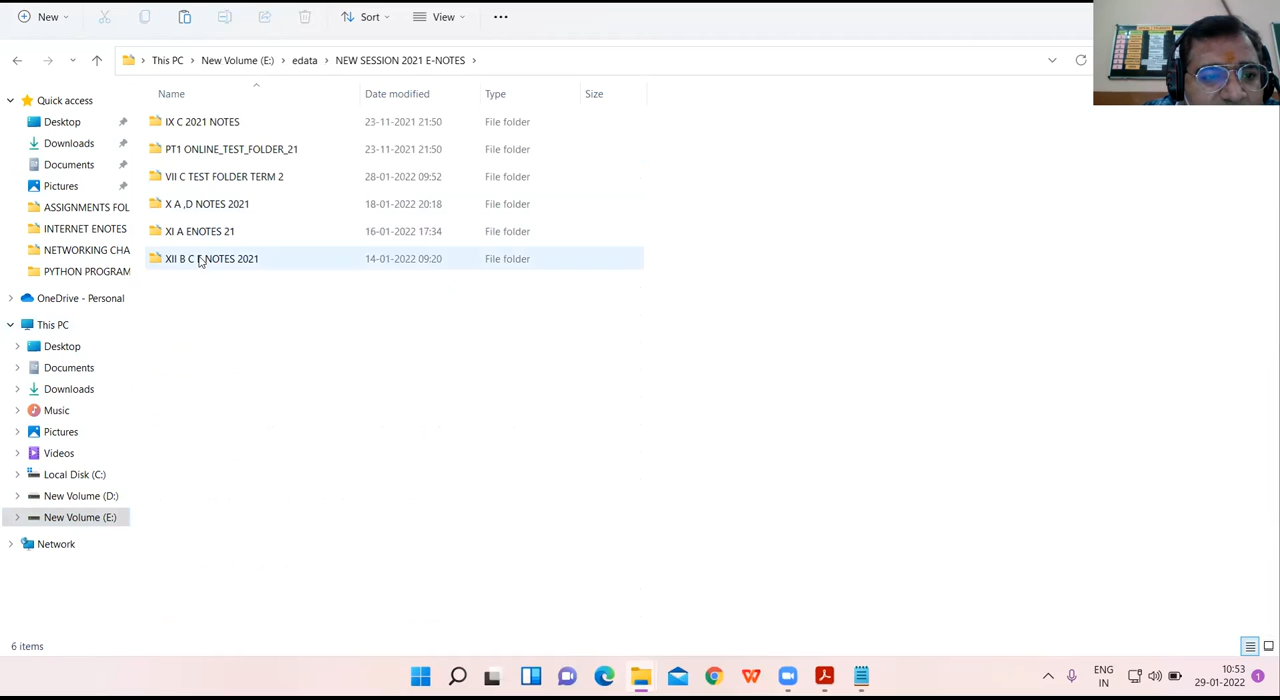 New Sort View ...
This PC New Volume (E:) edata NEW SESSION 2021 E-NOTES
Name Date modified Type Size
Quick access
Desktop
Downloads
Documents
Pictures
ASSIGNMENTS FOL
INTERNET ENOTES
NETWORKING CHA
PYTHON PROGRAM
OneDrive - Personal
This PC
Desktop
Documents
Downloads
Music
Pictures
Videos
Local Disk (C:)
New Volume (D:)
New Volume (E:)
Network
IX C 2021 NOTES 23-11-2021 21:50 File folder
PT1 ONLINE_TEST_FOLDER_21 23-11-2021 21:50 File folder
VII C TEST FOLDER TERM 2 28-01-2022 09:52 File folder
X A ,D NOTES 2021 18-01-2022 20:18 File folder
XI A ENOTES 21 16-01-2022 17:34 File folder
XII B C E-NOTES 2021 14-01-2022 09:20 File folder
6 items
ENG 10:53
IN 29-01-2022 1